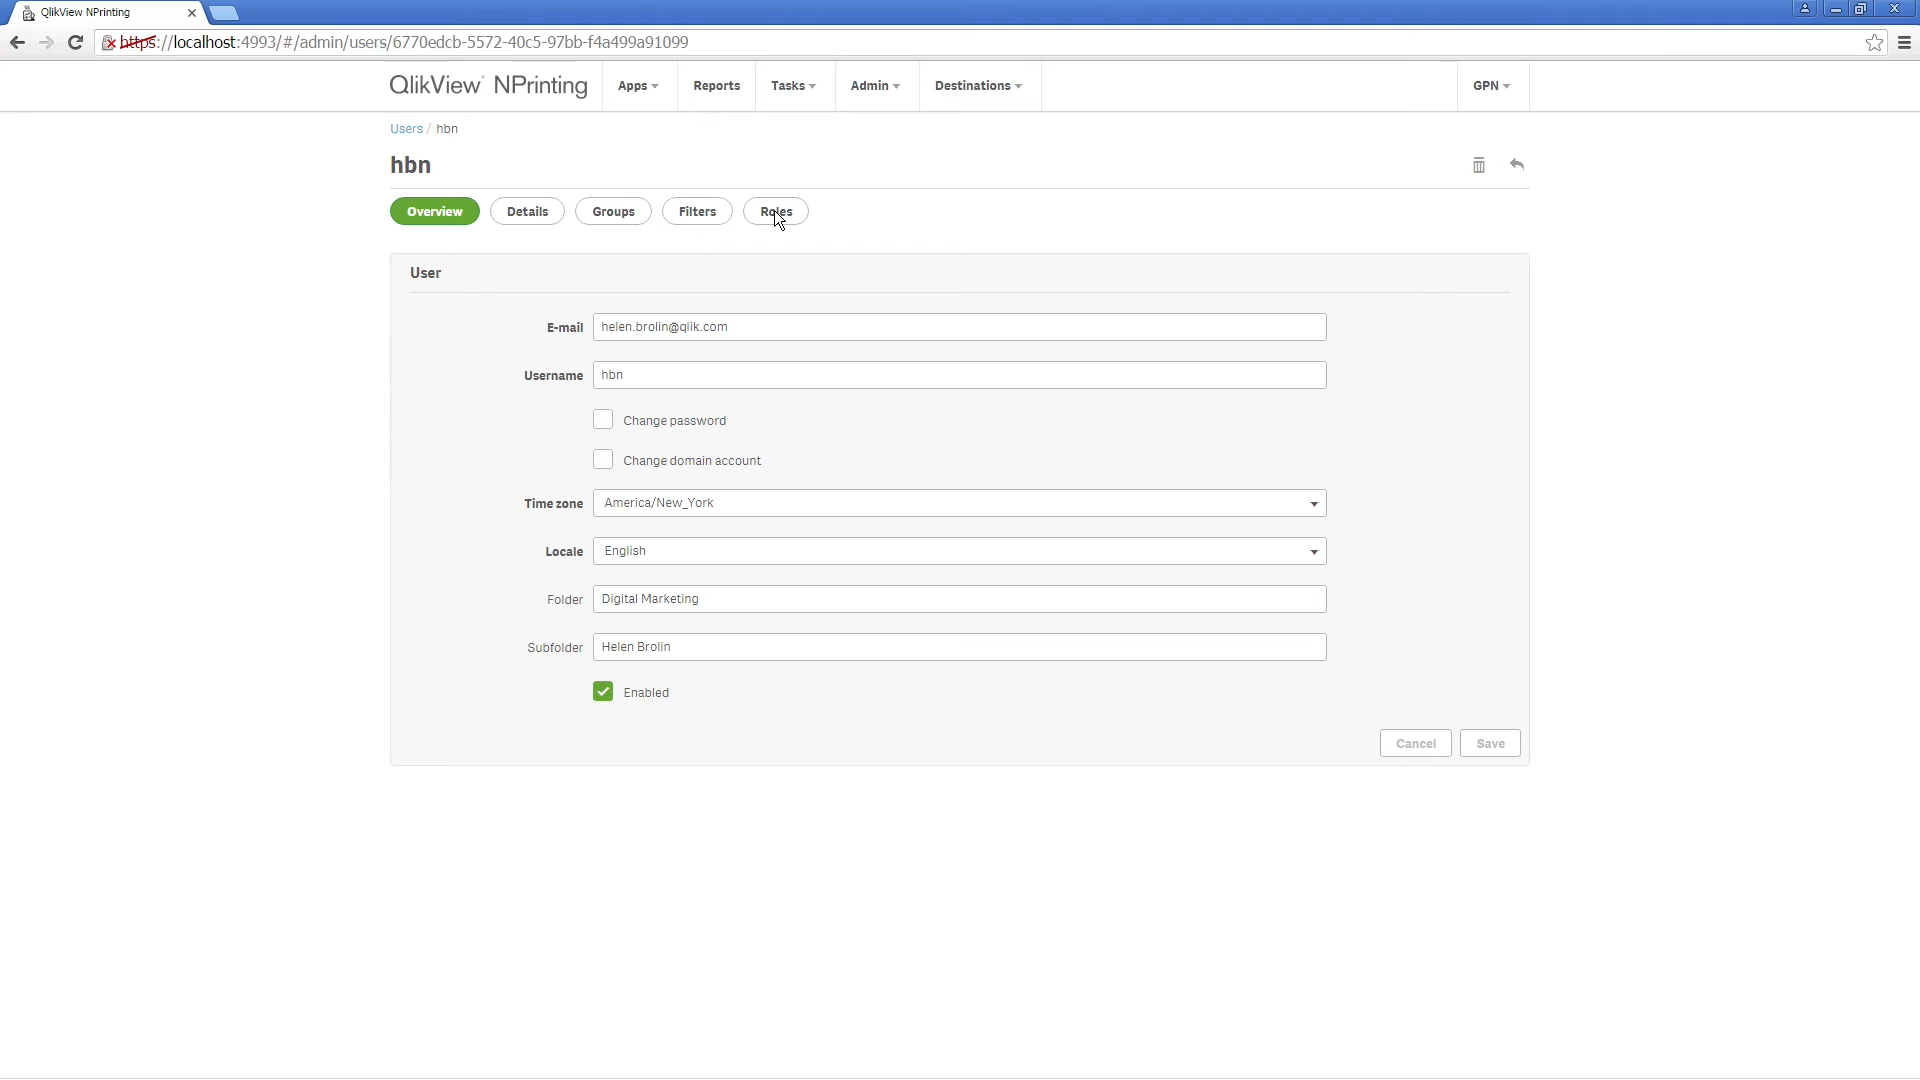 QlikView NPrinting
https://localhost:4993/#/admin/users/6770edcb-5572-40c5-97bb-f4a499a91099
QlikView NPrinting Apps Reports Tasks Admin Destinations GPN
Users / hbn
hbn
Overview Details Groups Filters Roles
User
E-mail helen.brolin@qlik.com
Username hbn
Change password
Change domain account
Time zone America/New_York
Locale English
Folder Digital Marketing
Subfolder Helen Brolin
Enabled
Cancel Save